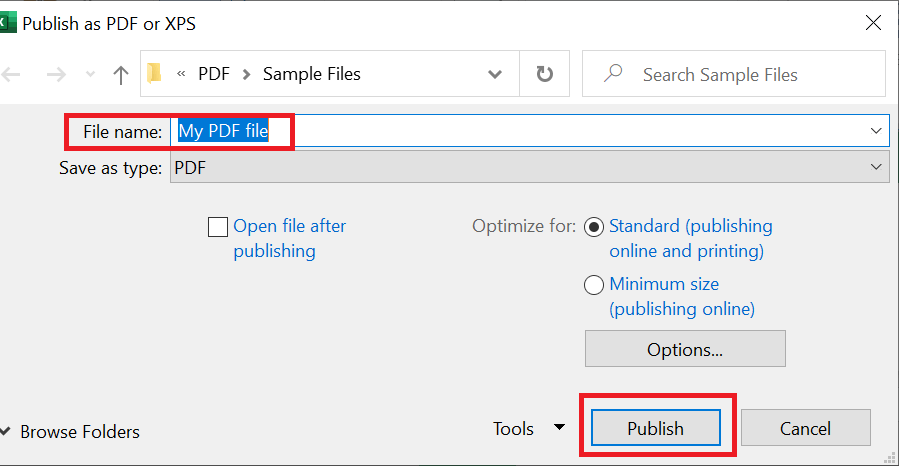 Publish as PDF or XPS
« PDF > Sample Files
Search Sample Files
File name: My PDF file
Save as type: PDF
Open file after
publishing
Optimize for: Standard (publishing
online and printing)
Minimum size
(publishing online)
Options...
Browse Folders
Tools
Publish
Cancel